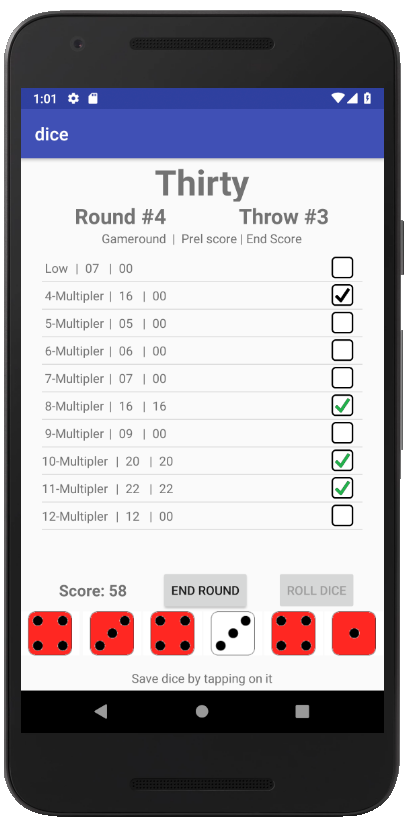 1:01
dice
Thirty
Round #4 Throw #3
Gameround | Prel score | End Score
Low | 07 | 00
4-Multipler | 16 | 00
5-Multipler | 05 | 00
6-Multipler | 06 | 00
7-Multipler | 07 | 00
8-Multipler | 16 | 16
9-Multipler | 09 | 00
10-Multipler | 20 | 20
11-Multipler | 22 | 22
12-Multipler | 12 | 00
Score: 58 END ROUND ROLL DICE
Save dice by tapping on it